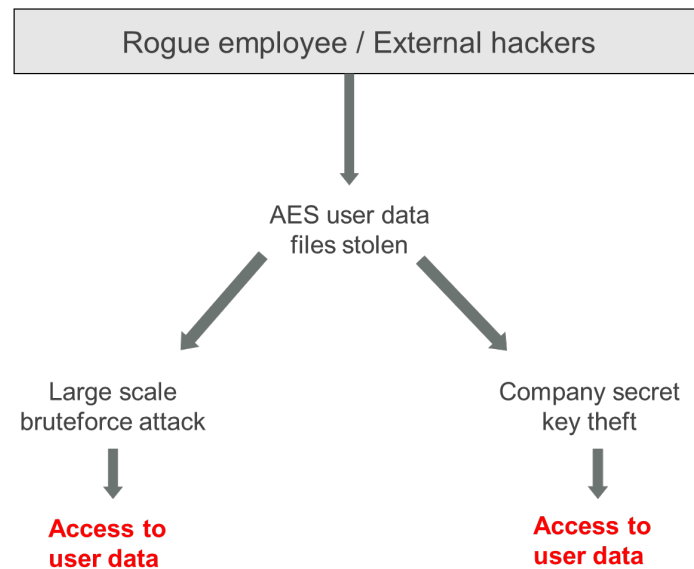 Rogue employee / External hackers
AES user data
files stolen
Large scale
bruteforce attack
Company secret
key theft
Access to
user data
Access to
user data